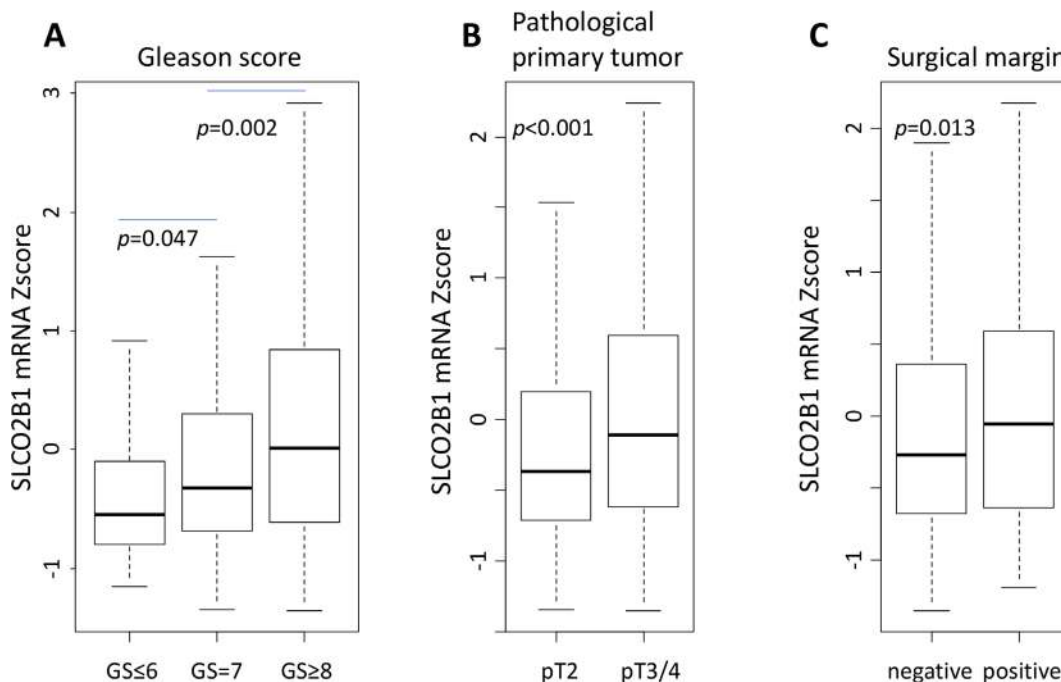 A
Gleason score
SLCO2B1 mRNA Zscore
3
2
1
0
-1
p=0.002
p=0.047
GS≤6 GS=7 GS≥8
B
Pathological
primary tumor
SLCO2B1 mRNA Zscore
2
1
0
-1
p<0.001
pT2 pT3/4
C
Surgical margin
SLCO2B1 mRNA Zscore
2
1
0
-1
p=0.013
negative positive